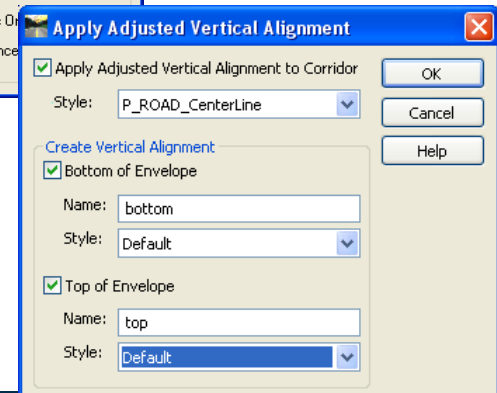 Apply Adjusted Vertical Alignment
Apply Adjusted Vertical Alignment to Corridor
OK
Style: P_ROAD_CenterLine
Cancel
Create Vertical Alignment
Help
Bottom of Envelope
Name: bottom
Style: Default
Top of Envelope
Name: top
Style: Default